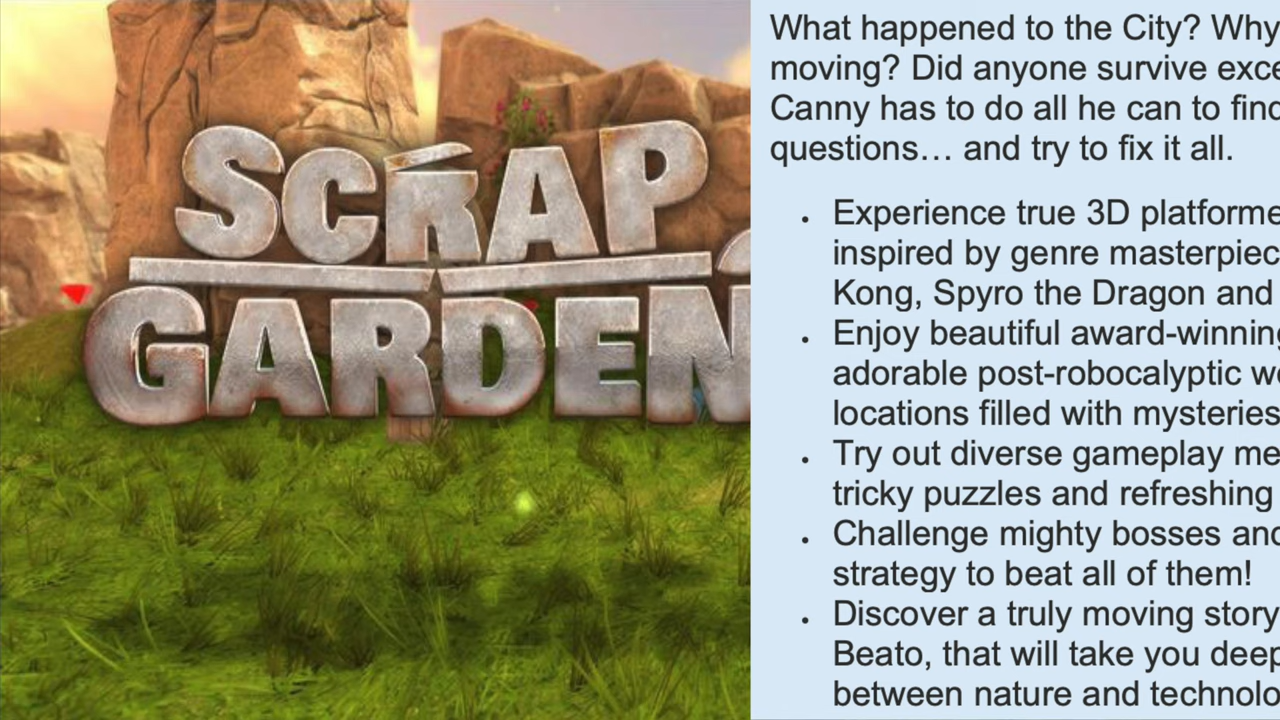 SCRAP
GARDEN
What happened to the City? Why
moving? Did anyone survive exce
Canny has to do all he can to find
questions… and try to fix it all.
• Experience true 3D platforme
inspired by genre masterpiec
Kong, Spyro the Dragon and
• Enjoy beautiful award-winning
adorable post-robocalyptic wo
locations filled with mysteries
• Try out diverse gameplay me
tricky puzzles and refreshing
• Challenge mighty bosses and
strategy to beat all of them!
• Discover a truly moving story
Beato, that will take you deep
between nature and technolo